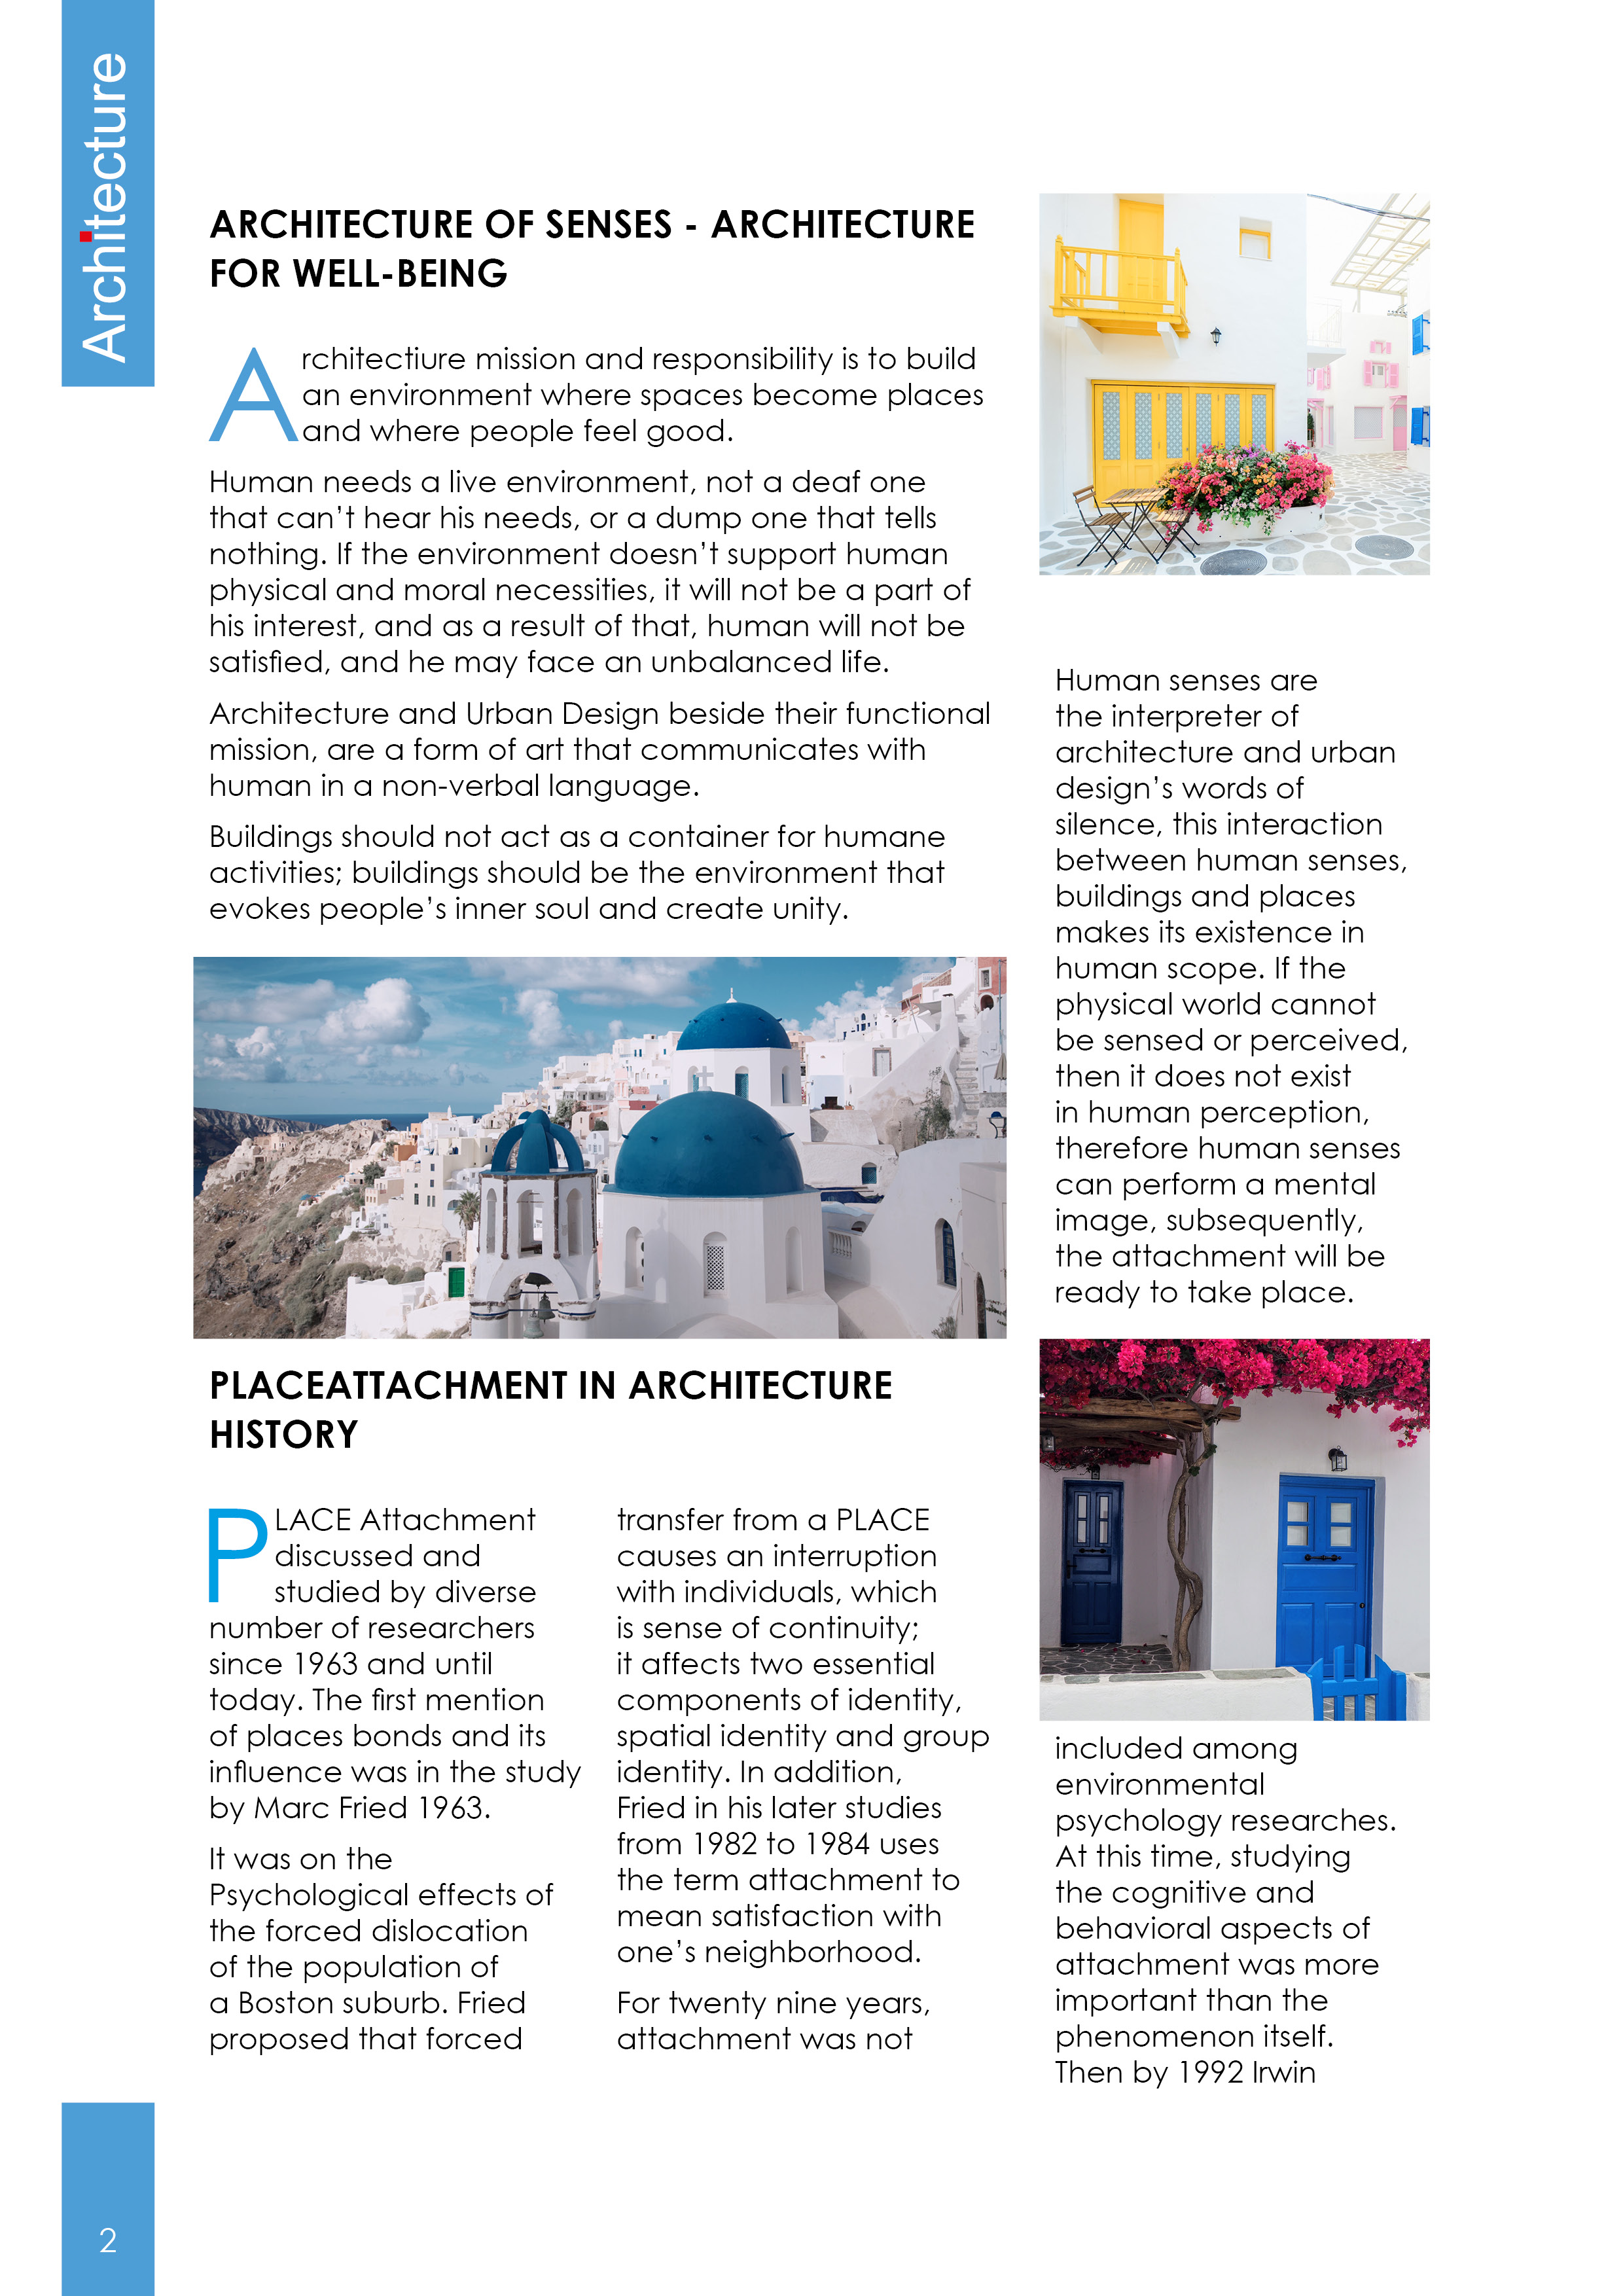 Architecture
ARCHITECTURE OF SENSES - ARCHITECTURE
FOR WELL-BEING
Architectiure mission and responsibility is to build
an environment where spaces become places
and where people feel good.
Human needs a live environment, not a deaf one
that can’t hear his needs, or a dump one that tells
nothing. If the environment doesn’t support human
physical and moral necessities, it will not be a part of
his interest, and as a result of that, human will not be
satisfied, and he may face an unbalanced life.
Architecture and Urban Design beside their functional
mission, are a form of art that communicates with
human in a non-verbal language.
Buildings should not act as a container for humane
activities; buildings should be the environment that
evokes people’s inner soul and create unity.
Human senses are
the interpreter of
architecture and urban
design’s words of
silence, this interaction
between human senses,
buildings and places
makes its existence in
human scope. If the
physical world cannot
be sensed or perceived,
then it does not exist
in human perception,
therefore human senses
can perform a mental
image, subsequently,
the attachment will be
ready to take place.
PLACEATTACHMENT IN ARCHITECTURE
HISTORY
PLACE Attachment
discussed and
studied by diverse
number of researchers
since 1963 and until
today. The first mention
of places bonds and its
influence was in the study
by Marc Fried 1963.
It was on the
Psychological effects of
the forced dislocation
of the population of
a Boston suburb. Fried
proposed that forced
transfer from a PLACE
causes an interruption
with individuals, which
is sense of continuity;
it affects two essential
components of identity,
spatial identity and group
identity. In addition,
Fried in his later studies
from 1982 to 1984 uses
the term attachment to
mean satisfaction with
one’s neighborhood.
For twenty nine years,
attachment was not
included among
environmental
psychology researches.
At this time, studying
the cognitive and
behavioral aspects of
attachment was more
important than the
phenomenon itself.
Then by 1992 Irwin
2